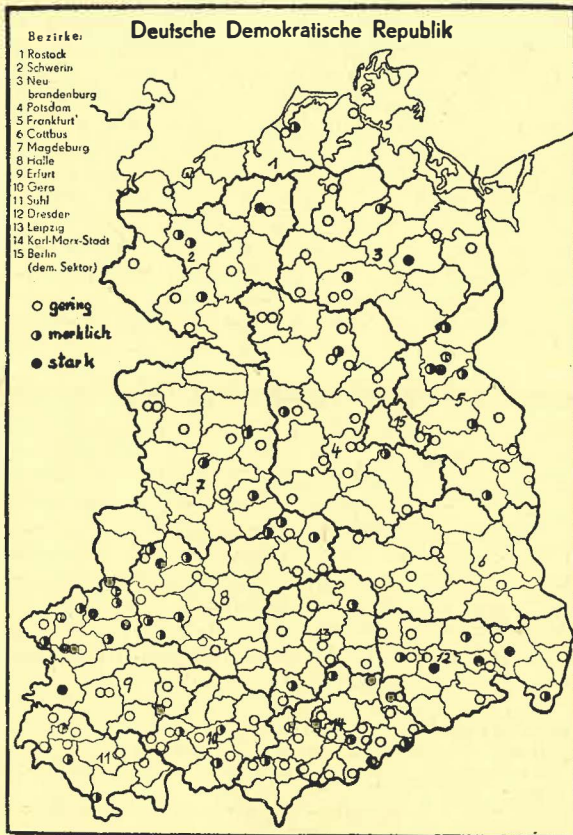 Deutsche Demokratische Republik
Bezirke:
1 Rostock
2 Schwerin
3 Neu
brandenburg
4 Potsdam
5 Frankfurt
6 Cottbus
7 Magdeburg
8 Halle
9 Erfurt
10 Gera
11 Suhl
12 Dresden
13 Leipzig
14 Karl-Marx-Stadt
15 Berlin
(dem. Sektor)
gering
merklich
stark
1
2
3
5
15
4
7
6
8
13
12
9
14
10
11